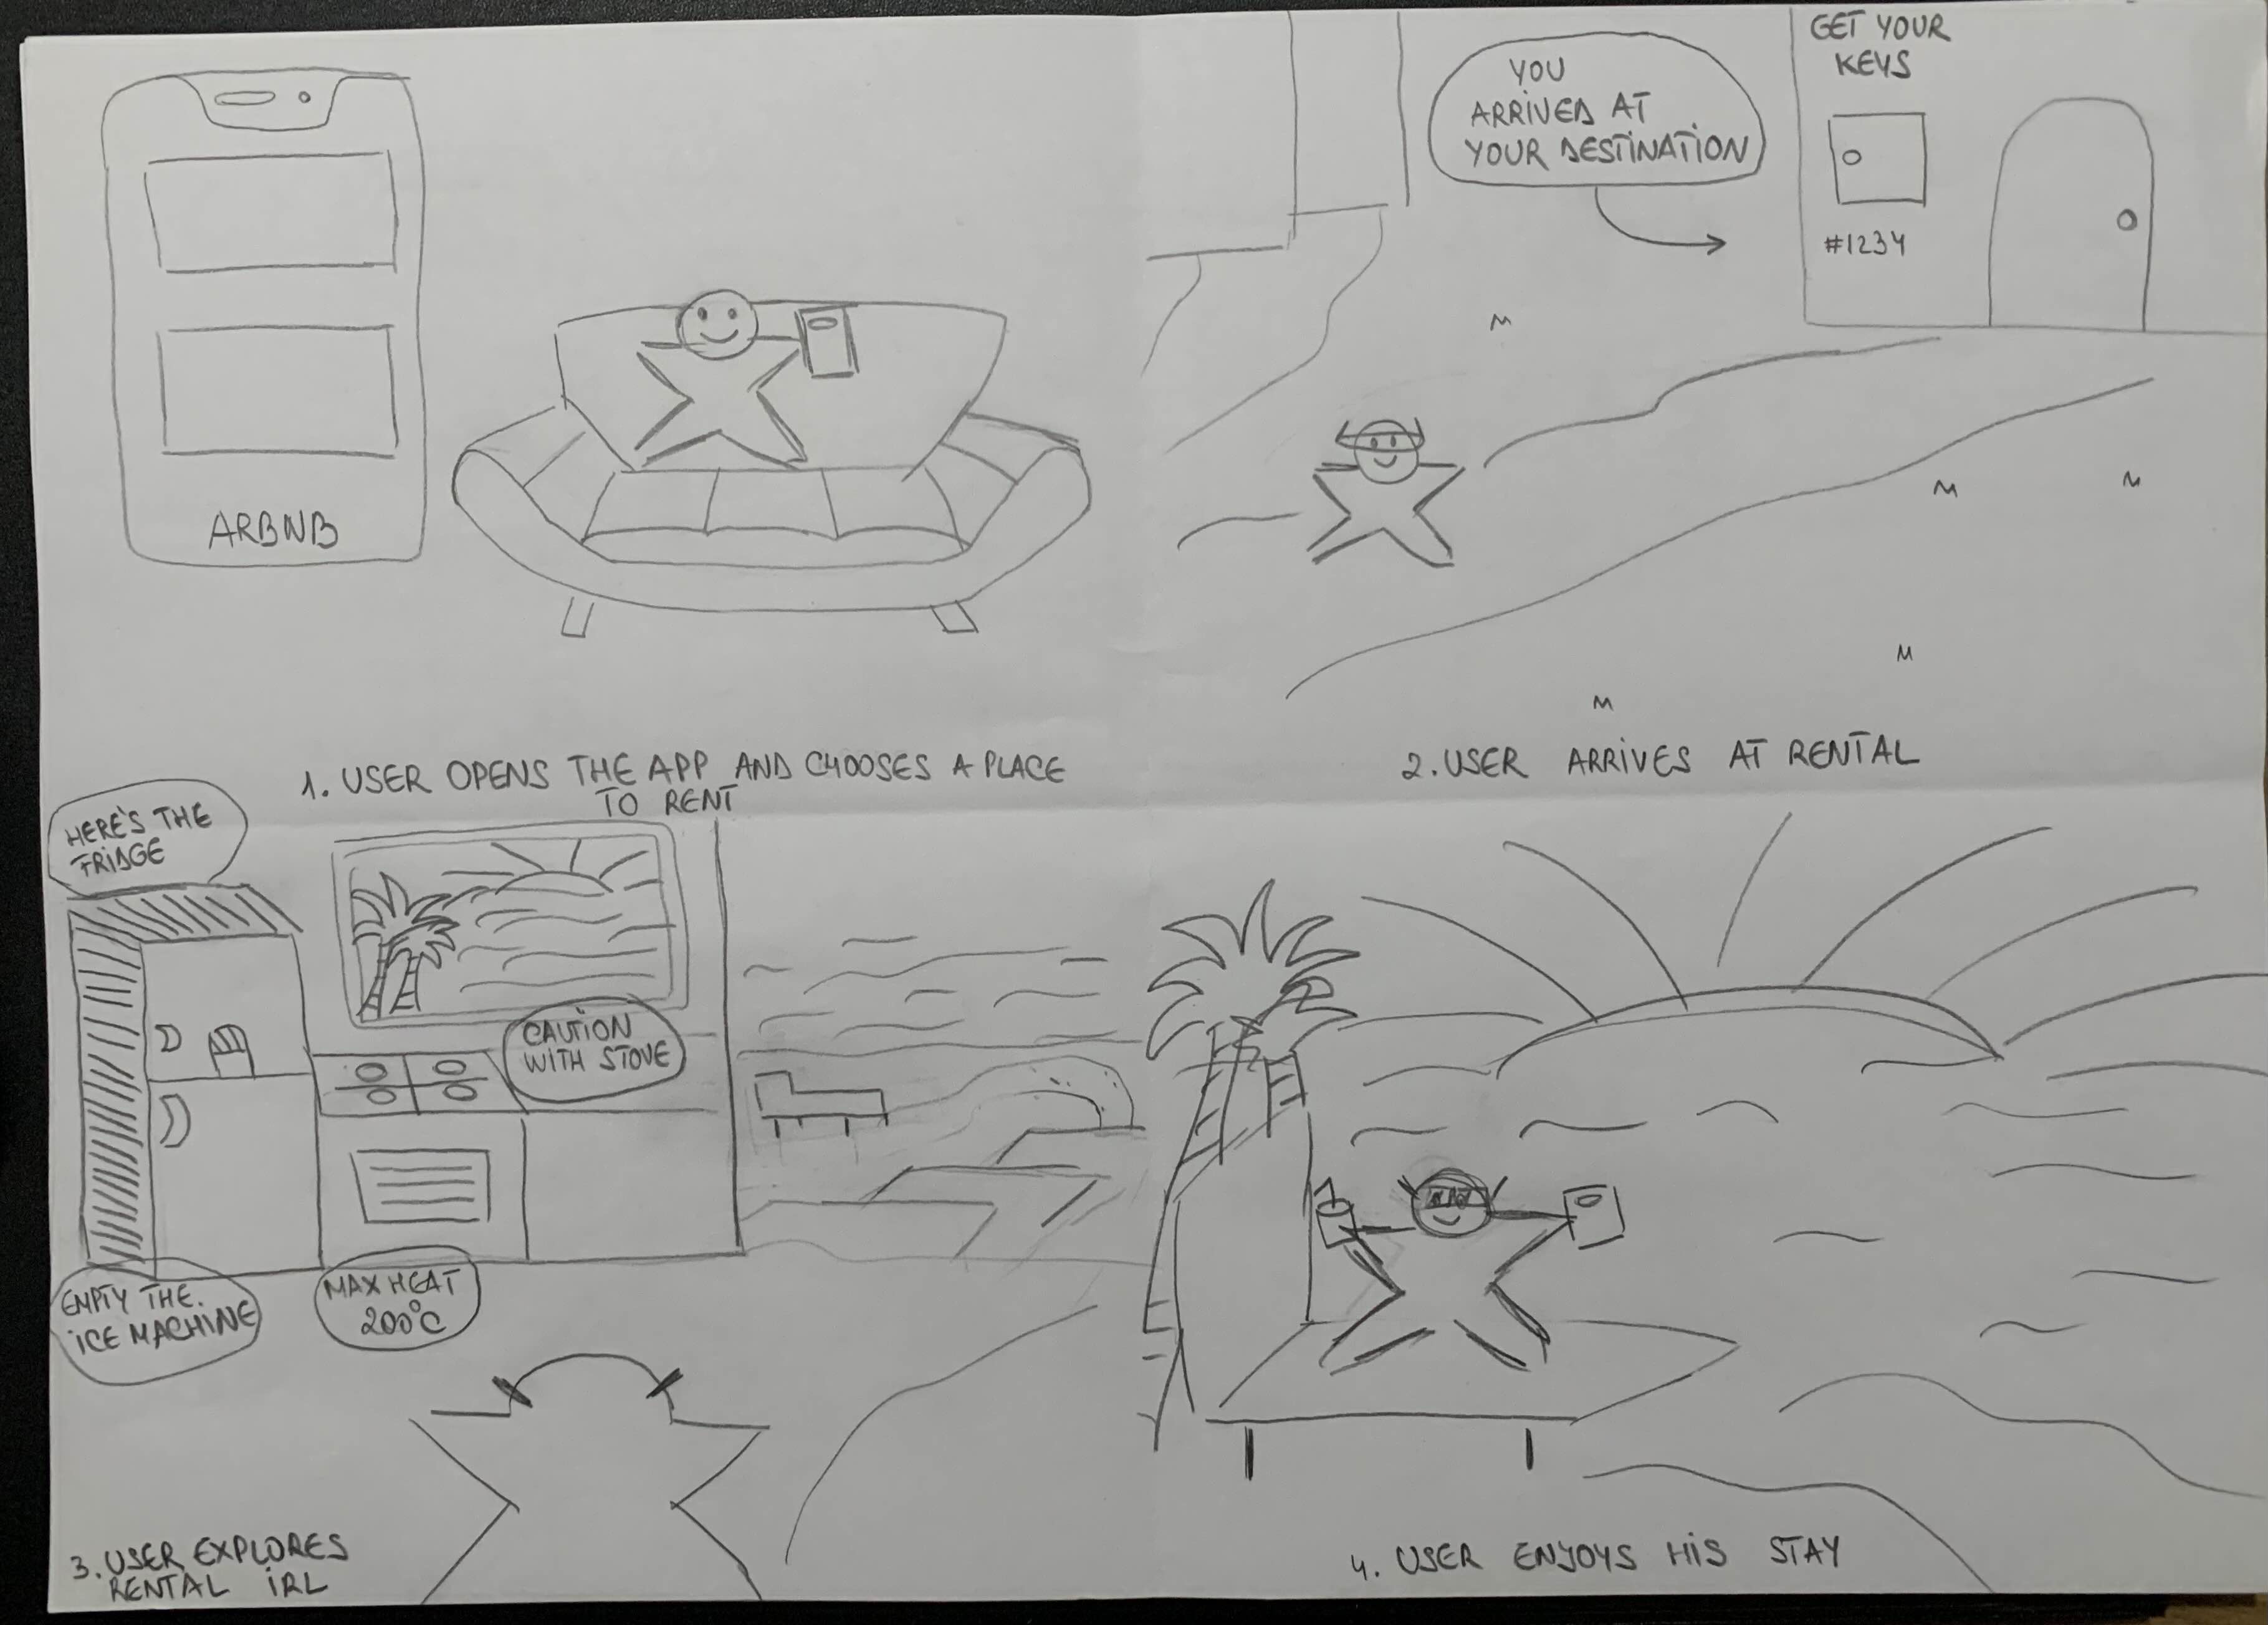 ARBNB
1. USER OPENS THE APP AND CHOOSES A PLACE
TO RENT
YOU
ARRIVED AT
YOUR DESTINATION
GET YOUR
KEYS
#1234
2. USER ARRIVES AT RENTAL
HERE'S THE
FRIDGE
CAUTION
WITH STOVE
EMPTY THE.
ICE MACHINE
MAX HEAT
200°C
3. USER EXPLORES
RENTAL IRL
4. USER ENJOYS HIS STAY